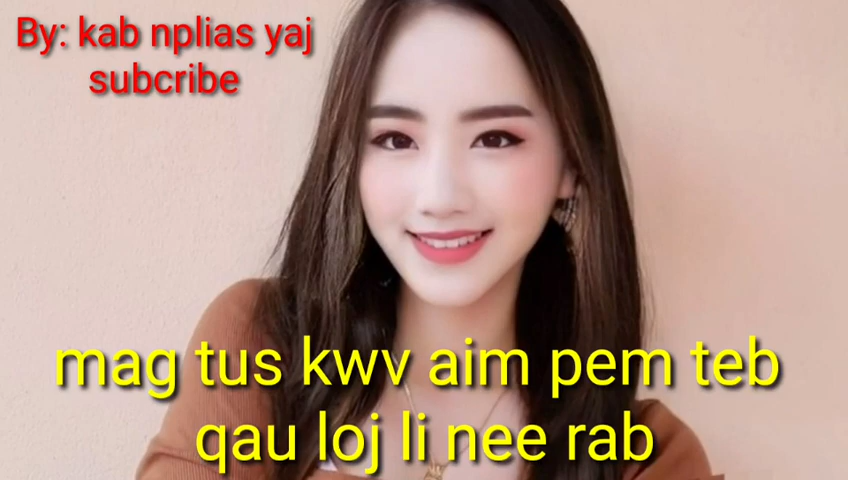 By: kab nplias yaj
subcribe
mag tus kwv aim pem teb
qau loj li nee rab